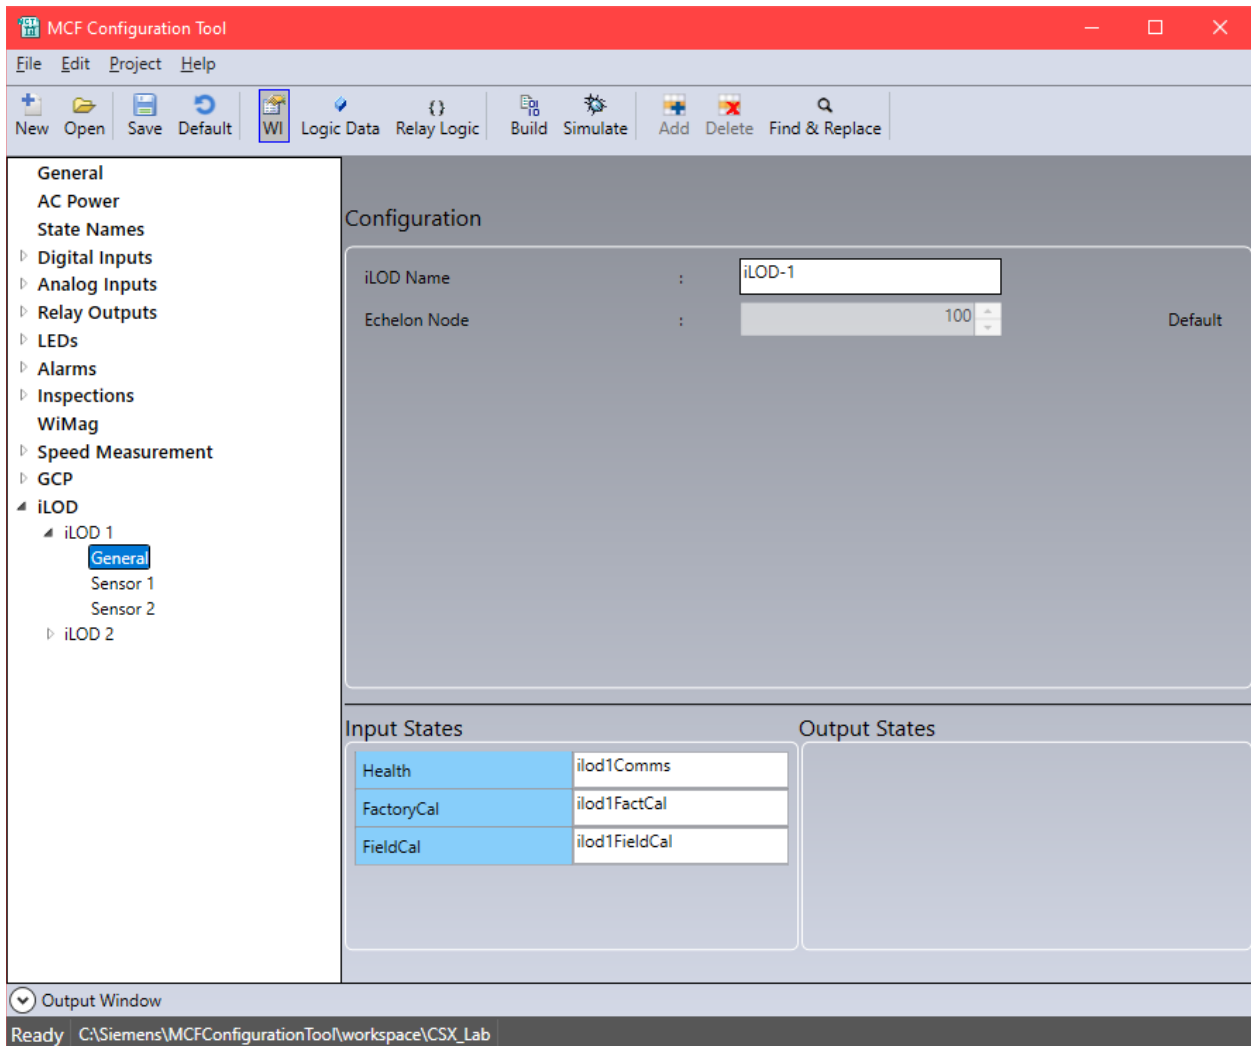 MCF Configuration Tool
File Edit Project Help
New Open Save Default WI Logic Data Relay Logic Build Simulate Add Delete Find & Replace
General
AC Power
State Names
Digital Inputs
Analog Inputs
Relay Outputs
LEDs
Alarms
Inspections
WiMag
Speed Measurement
GCP
iLOD
iLOD 1
General
Sensor 1
Sensor 2
iLOD 2
Configuration
iLOD Name : iLOD-1
Echelon Node : 100 Default
Input States
Health ilod1Comms
FactoryCal ilod1FactCal
FieldCal ilod1FieldCal
Output States
Output Window
Ready C:\Siemens\MCFConfigurationTool\workspace\CSX_Lab